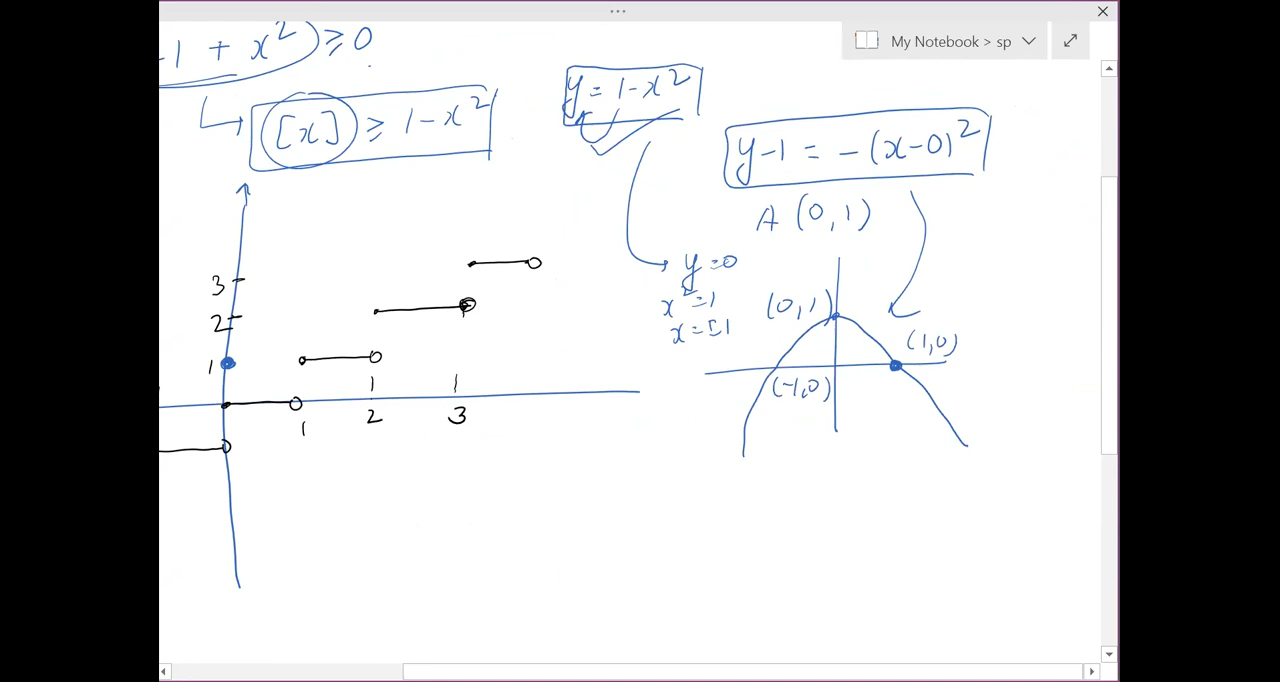 -1 + x²) ≥ 0
My Notebook > sp
[x] ≥ 1-x²
y = 1-x²
y-1 = -(x-0)²
A (0,1)
y=0
x²=1
x=±1
(0,1)
(1,0)
(-1,0)
3
2
1
1
2
3